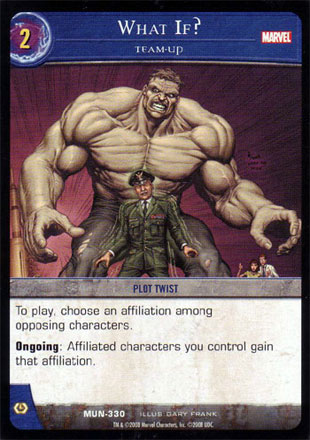 2
What If?
TEAM-UP
MARVEL
PLOT TWIST
To play, choose an affiliation among
opposing characters.
Ongoing: Affiliated characters you control gain
that affiliation.
MUN-330 ILLUS: GARY FRANK
TM & ©2008 Marvel Characters, Inc. ©2008 UDC.